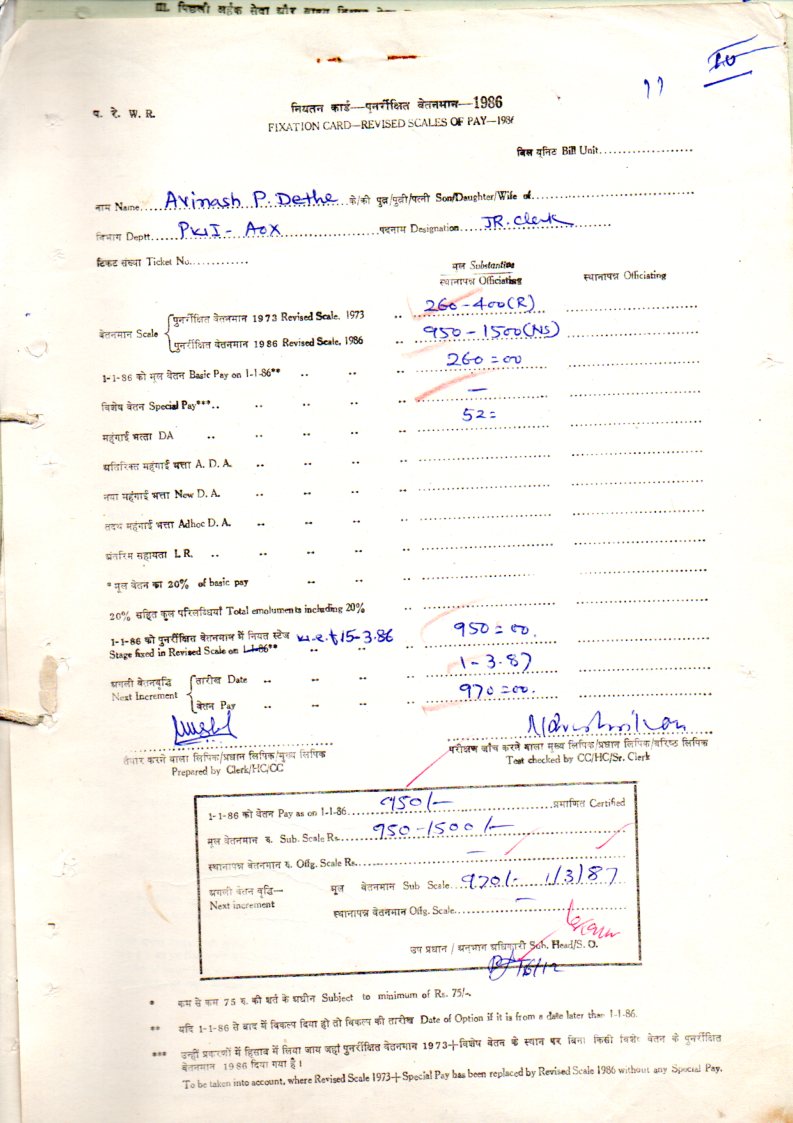 III. पिछली अर्हक सेवा और
10
11
प. रे. W. R.
नियतन कार्ड—पुनर्रीक्षित वेतनमान—1986
FIXATION CARD—REVISED SCALES OF PAY—1986
बिल यूनिट Bill Unit....................
नाम Name..... Avinash P. Dethe के/की पुत्र/पुत्री/पत्नी Son/Daughter/Wife of....................
विभाग Deptt..... पदनाम Designation..... JR. clerk
टिकट संख्या Ticket No............
मूल Substantive
स्थानापन्न Officiating स्थानापन्न Officiating
वेतनमान Scale
पुनर्रीक्षित वेतनमान 1973 Revised Scale, 1973 .. 260-400(R)
पुनर्रीक्षित वेतनमान 1986 Revised Scale, 1986 .. 950-1500(NS)
1-1-86 को मूल वेतन Basic Pay on 1-1-86** .. .. 260=00
विशेष वेतन Special Pay***.. .. .. .. —
महंगाई भत्ता DA .. .. .. .. 52=
अतिरिक्त महंगाई भत्ता A. D. A. .. .. .. ..
नया महंगाई भत्ता New D. A. .. .. .. ..
तदर्थ महंगाई भत्ता Adhoc D. A. .. .. .. ..
अंतरिम सहायता I. R. .. .. .. .. ..
* मूल वेतन का 20% of basic pay .. .. ..
20% सहित कुल परिलब्धियां Total emoluments including 20% ..
1-1-86 को पुनर्रीक्षित वेतनमान में नियत स्टेज w.e.f 15-3.86 950=00.
Stage fixed in Revised Scale on 1-1-86** .. ..
अगली वेतनवृद्धि
Next Increment
तारीख Date .. .. .. .. 1-3.87
वेतन Pay .. .. .. .. 970=00.
तैयार करने वाला लिपिक/प्रधान लिपिक/मुख्य लिपिक
Prepared by Clerk/HC/CC
परीक्षण जाँच करने वाला मुख्य लिपिक/प्रधान लिपिक/वरिष्ठ लिपिक
Test checked by CC/HC/Sr. Clerk
1-1-86 को वेतन Pay as on 1-1-86..... 950/- .....प्रमाणित Certified
मूल वेतनमान रु. Sub. Scale Rs..... 950-1500/-
स्थानापन्न वेतनमान रु. Offg. Scale Rs..... —
अगली वेतन वृद्धि— मूल वेतनमान Sub Scale... 970/- 1/3/87
Next increment
स्थानापन्न वेतनमान Offg. Scale..... —
उप प्रधान / अनुभाग अधिकारी Sub. Head/S. O.
* कम से कम 75 रु. की शर्त के अधीन Subject to minimum of Rs. 75/-.
** यदि 1-1-86 से बाद में विकल्प दिया हो तो विकल्प की तारीख Date of Option if it is from a date later than 1-1-86.
*** उन्हीं प्रकरणों में हिसाब में लिया जाय जहां पुनर्रीक्षित वेतनमान 1973+विशेष वेतन के स्थान पर बिना किसी विशेष वेतन के पुनर्रीक्षित
वेतनमान 1986 दिया गया है।
To be taken into account, where Revised Scale 1973+Special Pay has been replaced by Revised Scale 1986 without any Special Pay.